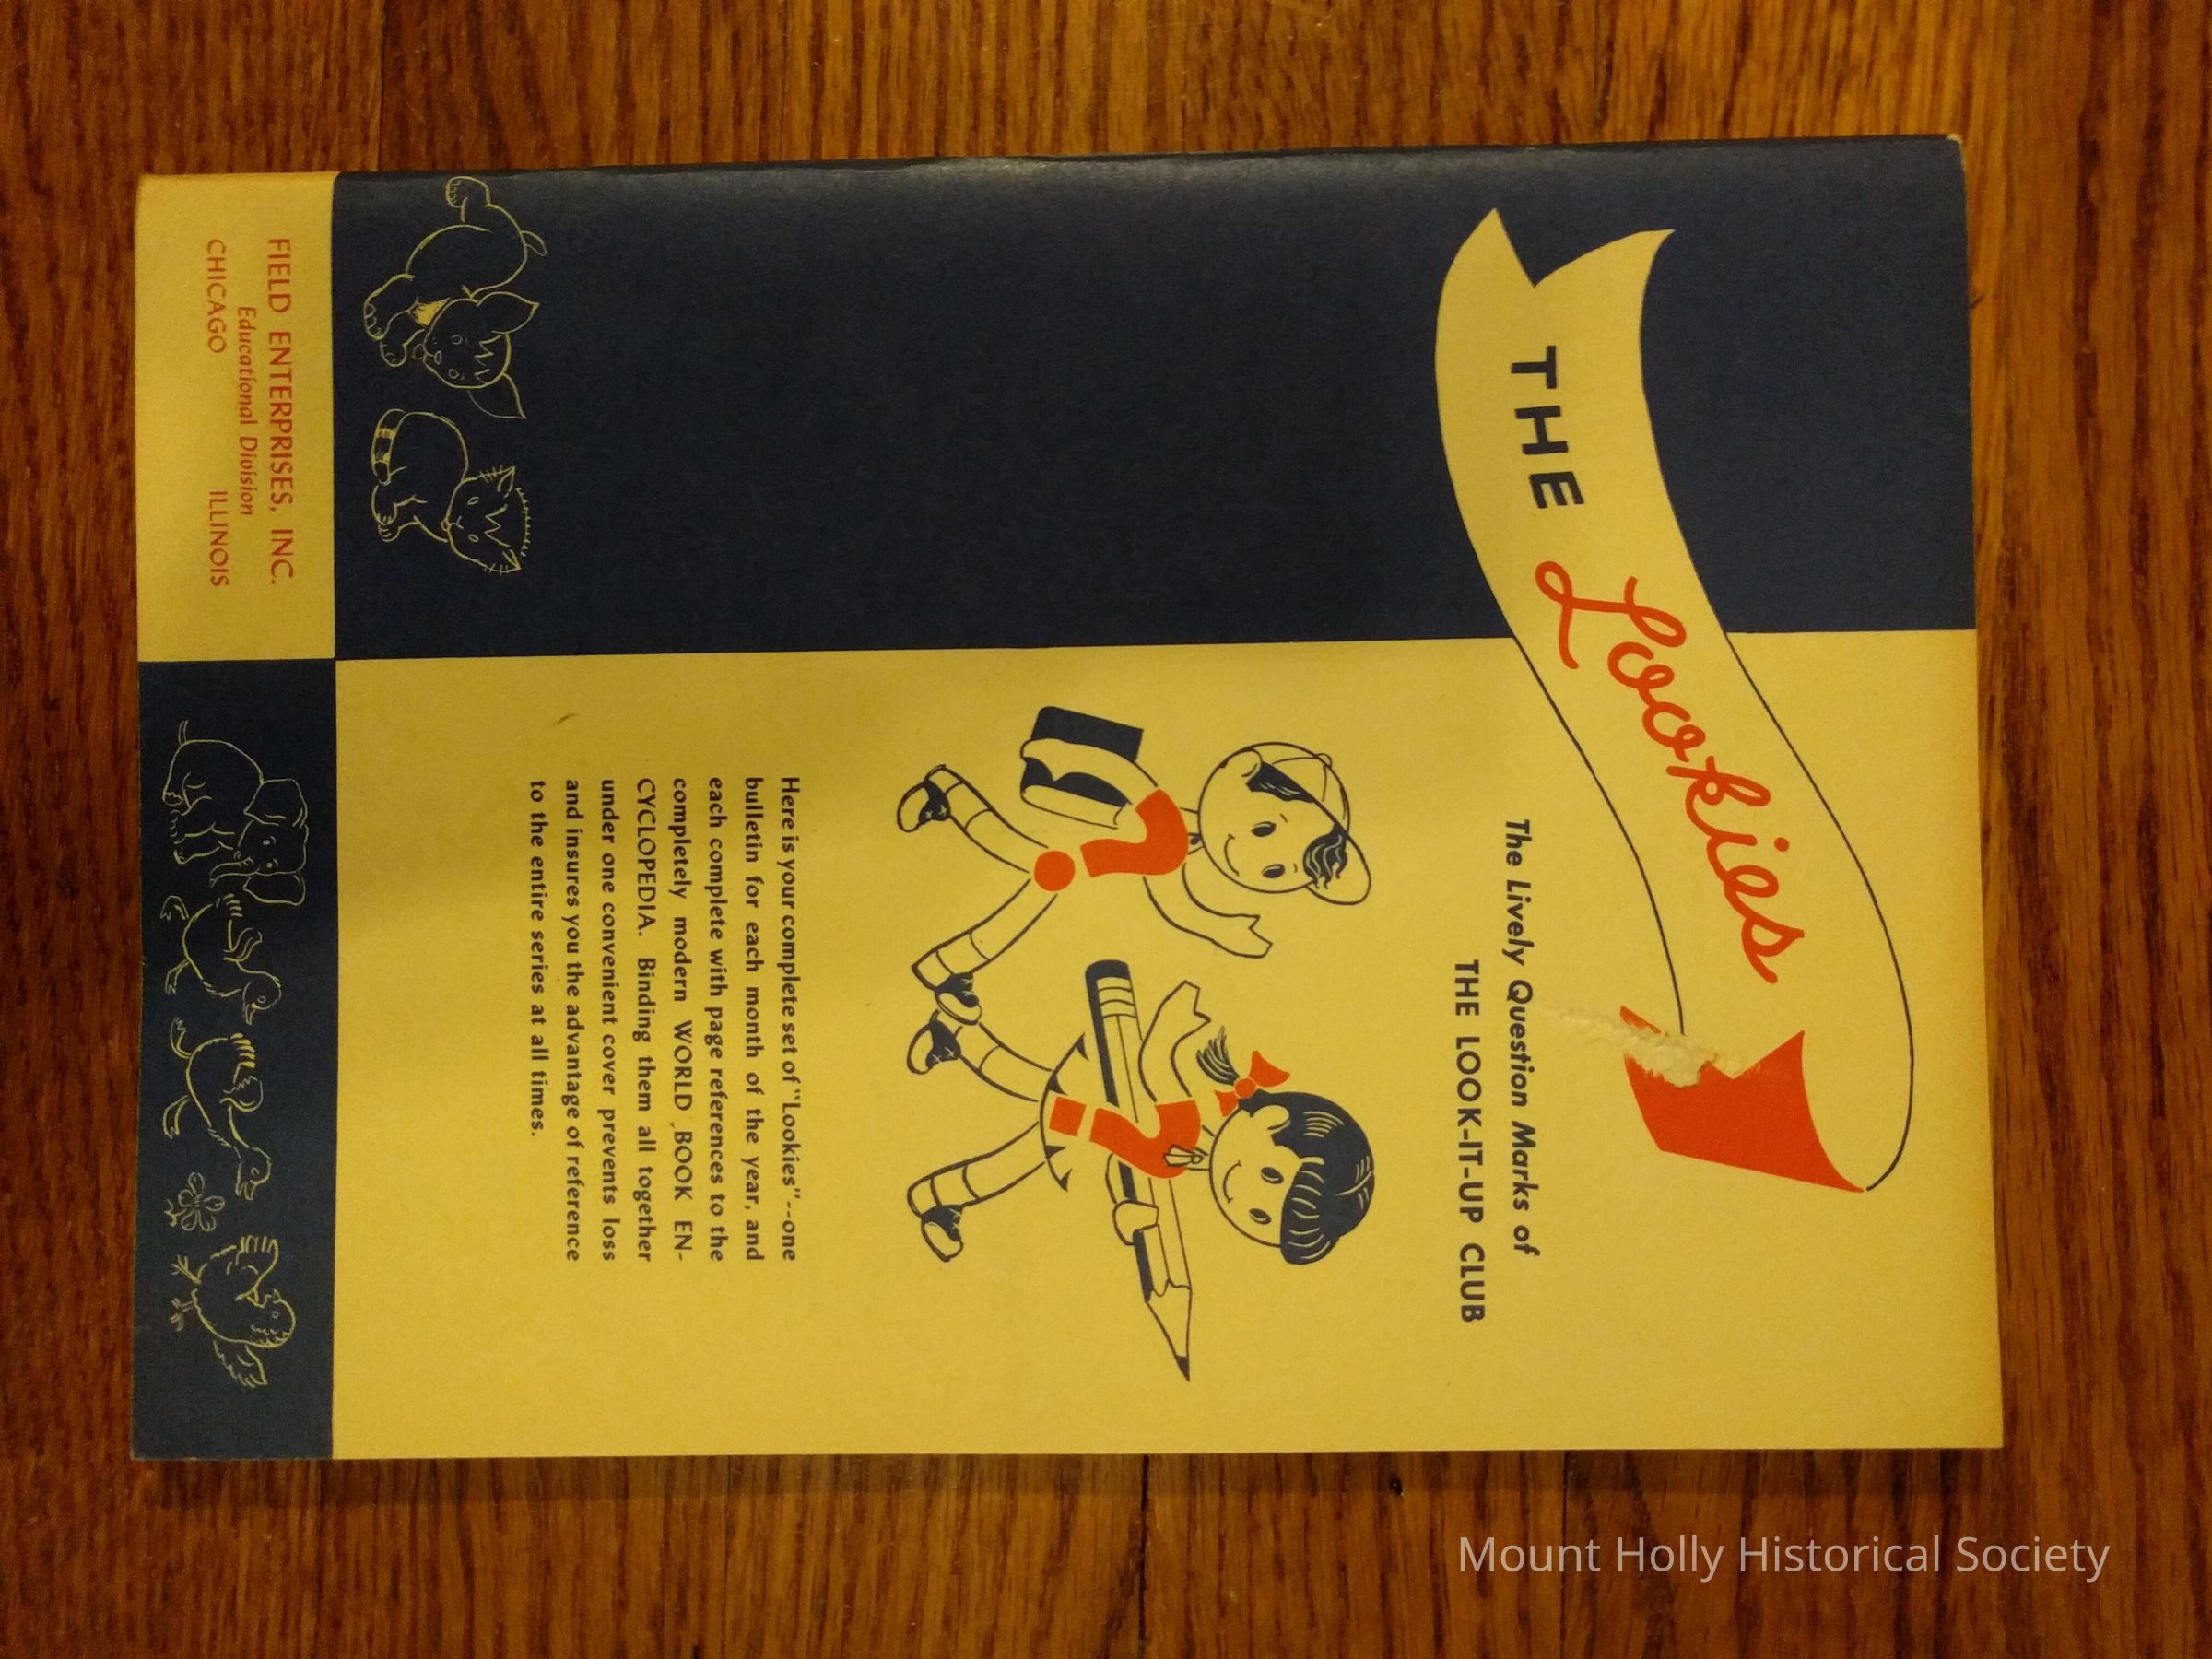 THE Lookies
The Lively Question Marks of
THE LOOK-IT-UP CLUB
Here is your complete set of "Lookies"--one
bulletin for each month of the year, and
each complete with page references to the
completely modern WORLD BOOK EN-
CYCLOPEDIA. Binding them all together
under one convenient cover prevents loss
and insures you the advantage of reference
to the entire series at all times.
FIELD ENTERPRISES, INC.
Educational Division
CHICAGO ILLINOIS
Mount Holly Historical Society